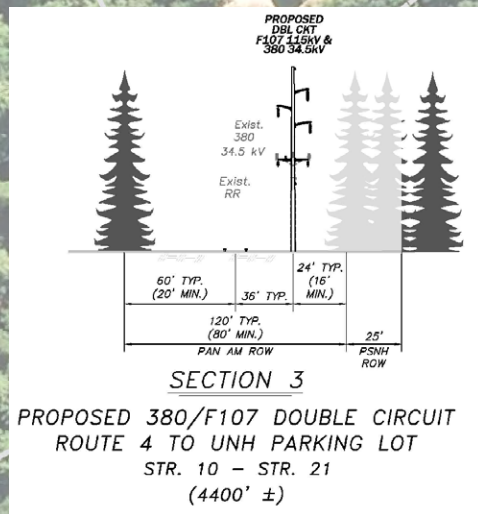 PROPOSED
DBL CKT
F107 115kV &
380 34.5kV
Exist.
380
34.5 kV
Exist.
RR
60' TYP.
(20' MIN.)
36' TYP.
24' TYP.
(16'
MIN.)
120' TYP.
(80' MIN.)
PAN AM ROW
25'
PSNH
ROW
SECTION 3
PROPOSED 380/F107 DOUBLE CIRCUIT
ROUTE 4 TO UNH PARKING LOT
STR. 10 - STR. 21
(4400' ±)